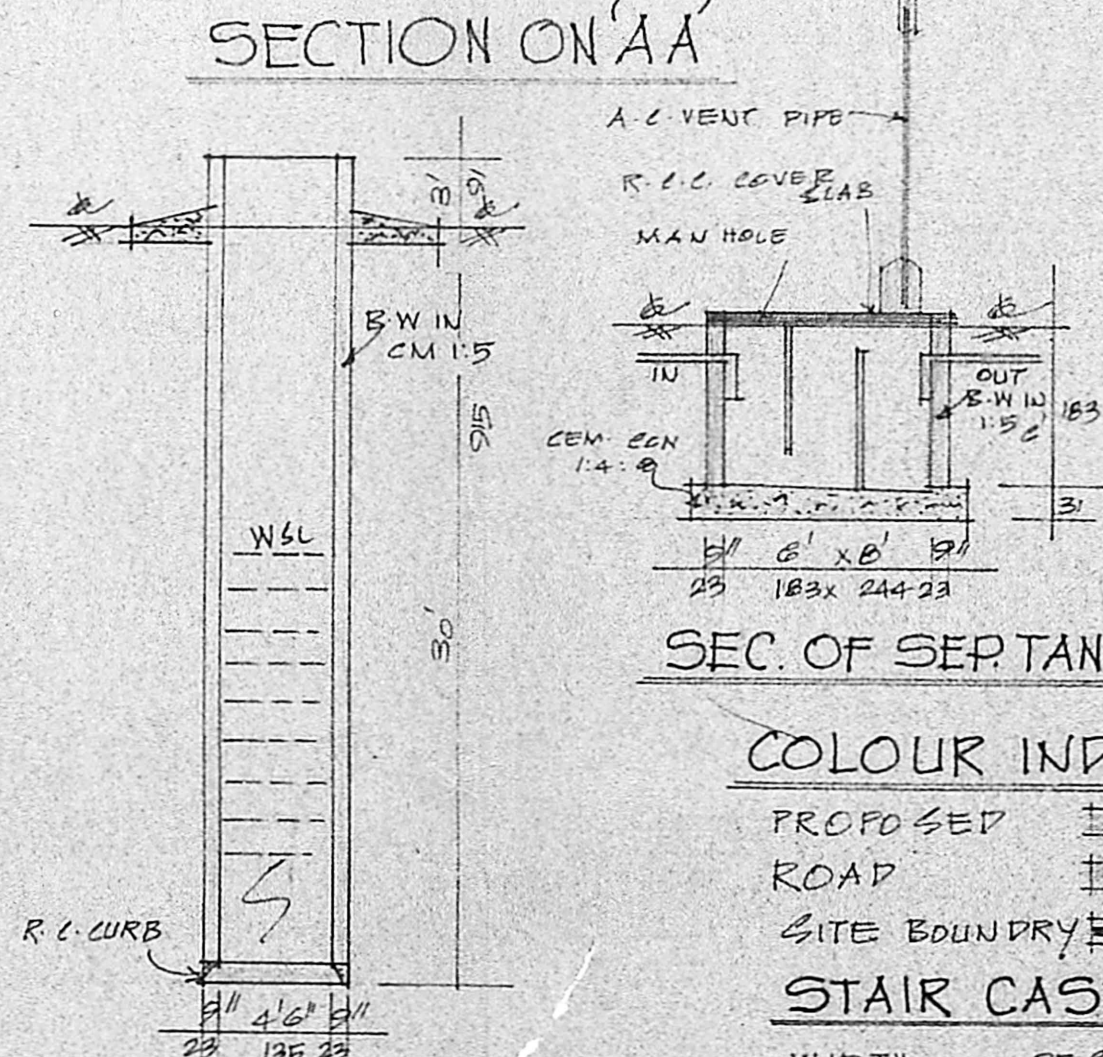 SECTION ON 'AA'
A.C. VENT PIPE
R.C.C. COVER
SLAB
MAN HOLE
3'
91
B.W IN
CM 1:5
915
30'
WSL
R.C. CURB
9" 4'6" 9"
23 135 23
IN
OUT
B.W IN
1:5
183
CEM. CON
1:4:8
31
9" 6' x 8' 9"
23 183 x 244 23
SEC. OF SEP. TAN
COLOUR IND
PROPOSED
ROAD
SITE BOUNDRY
STAIR CAS